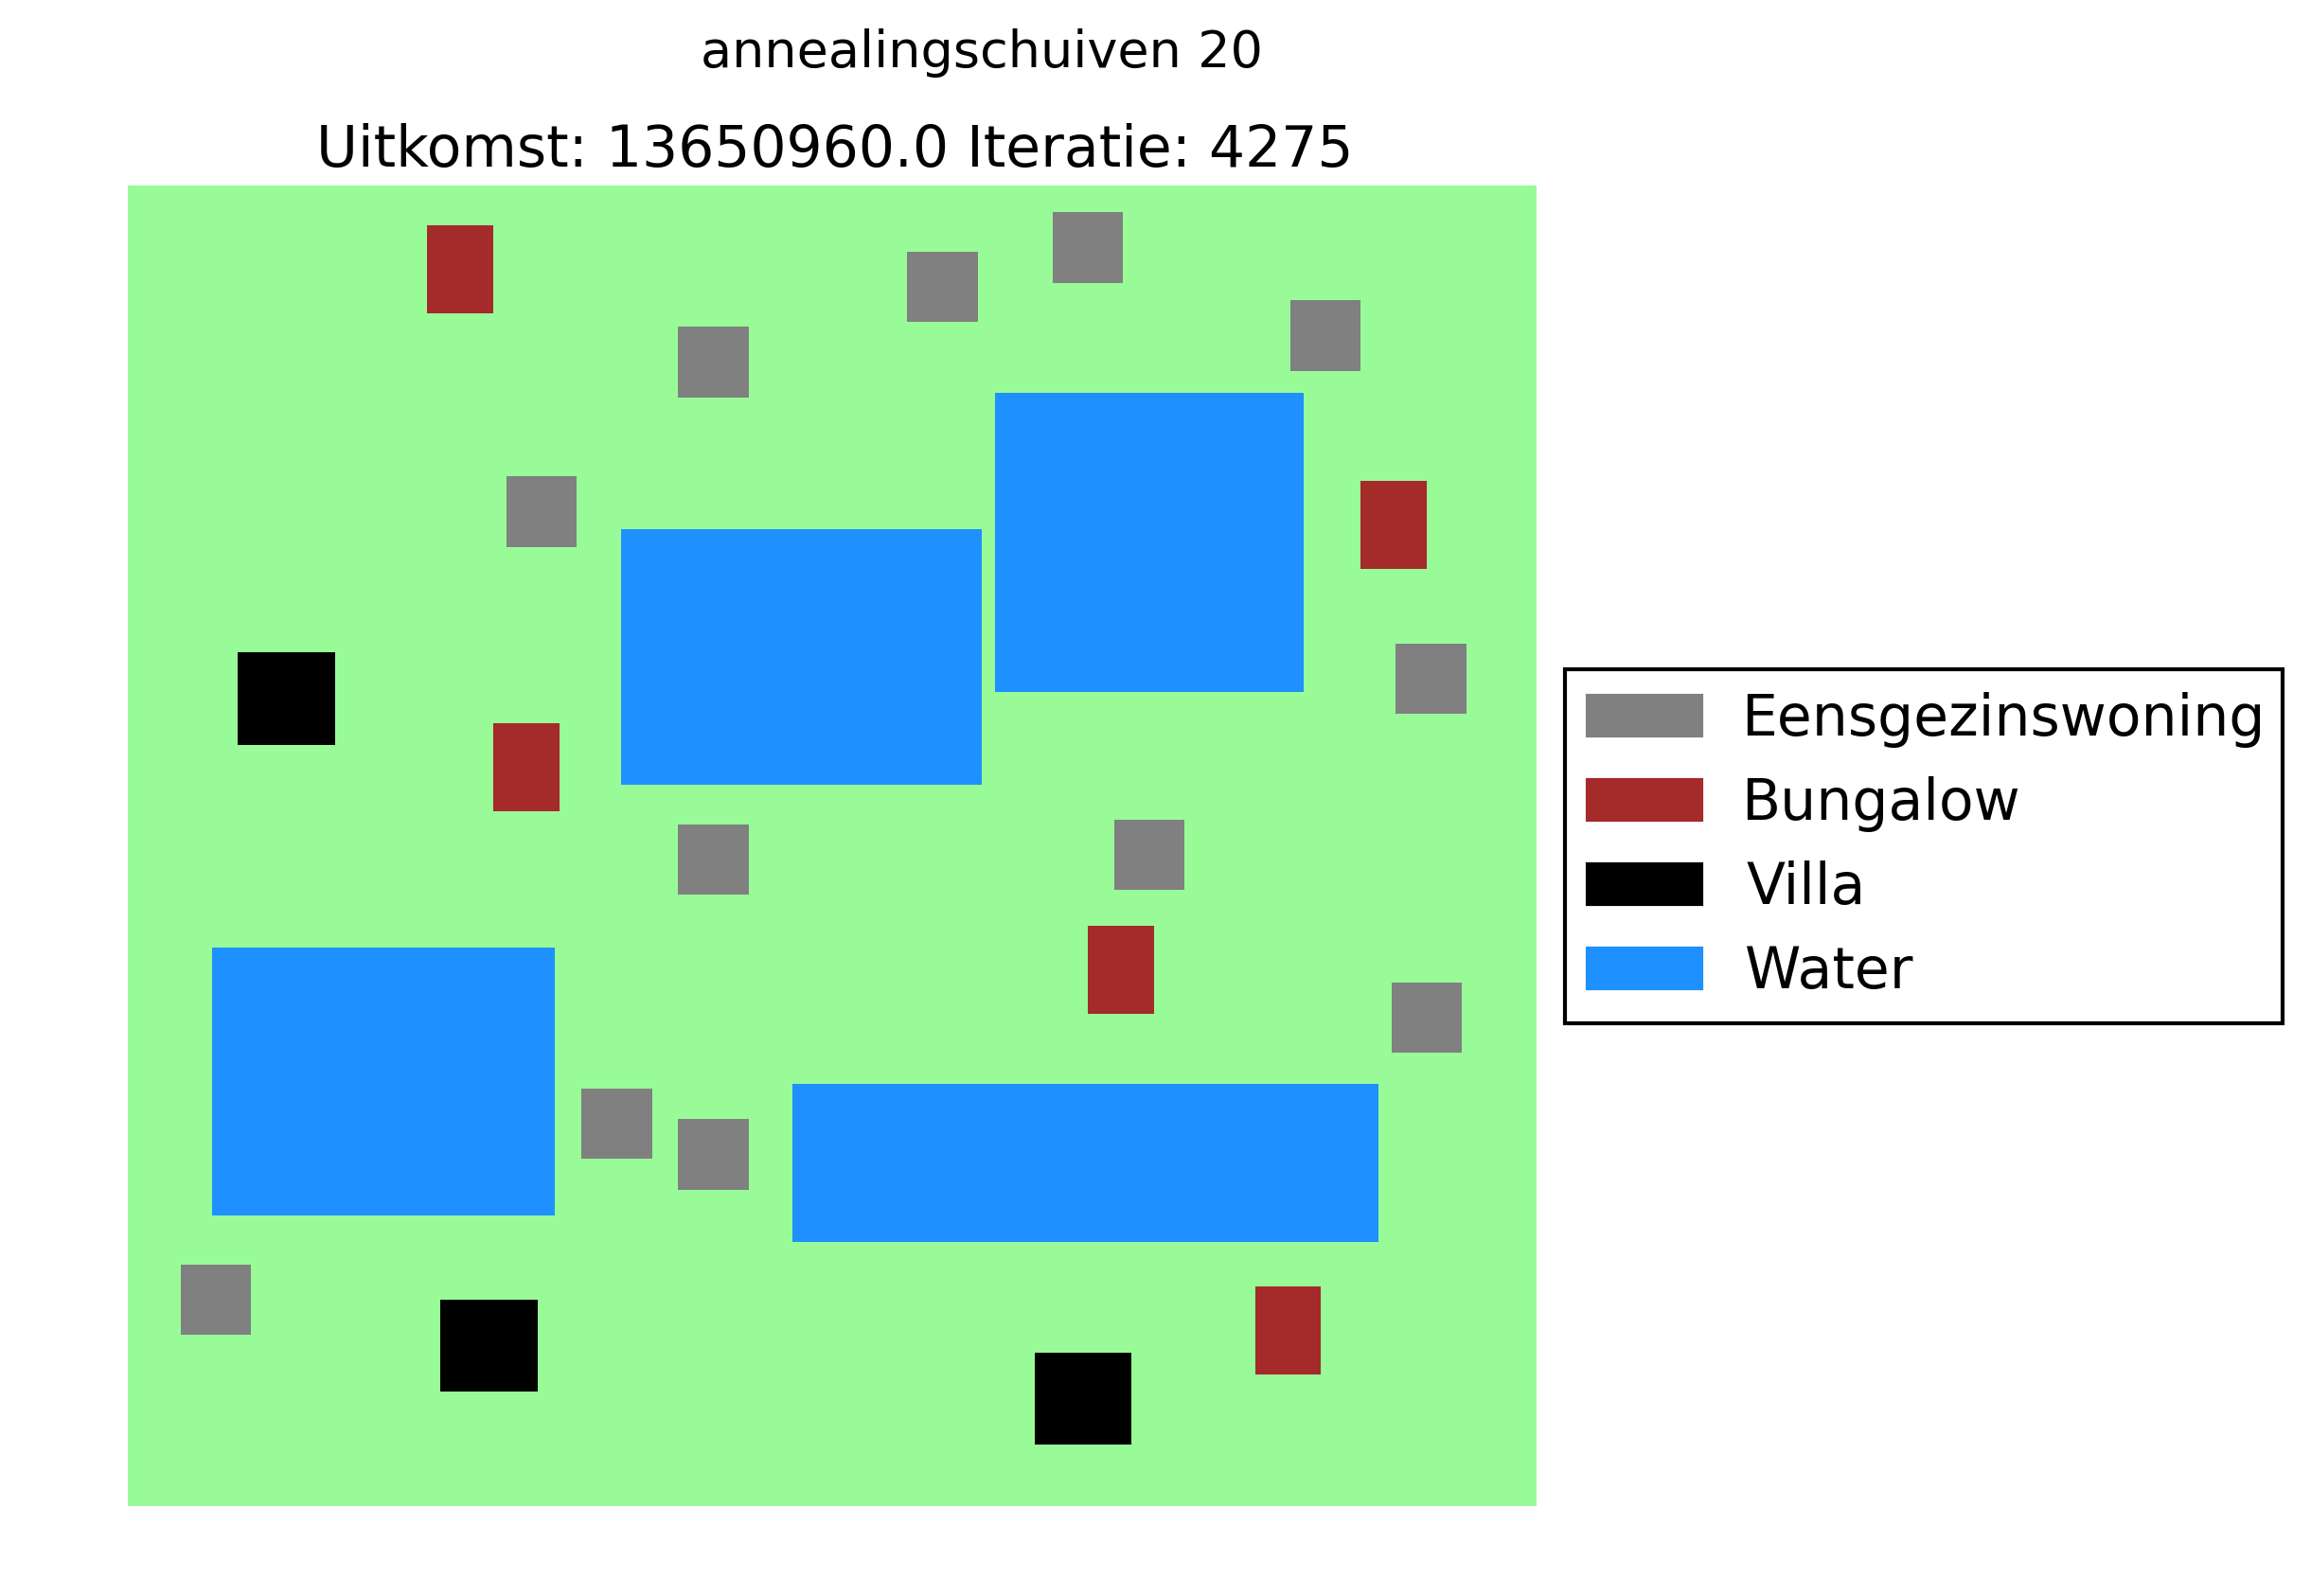 annealingschuiven 20
Uitkomst: 13650960.0 Iteratie: 4275
Eensgezinswoning
Bungalow
Villa
Water